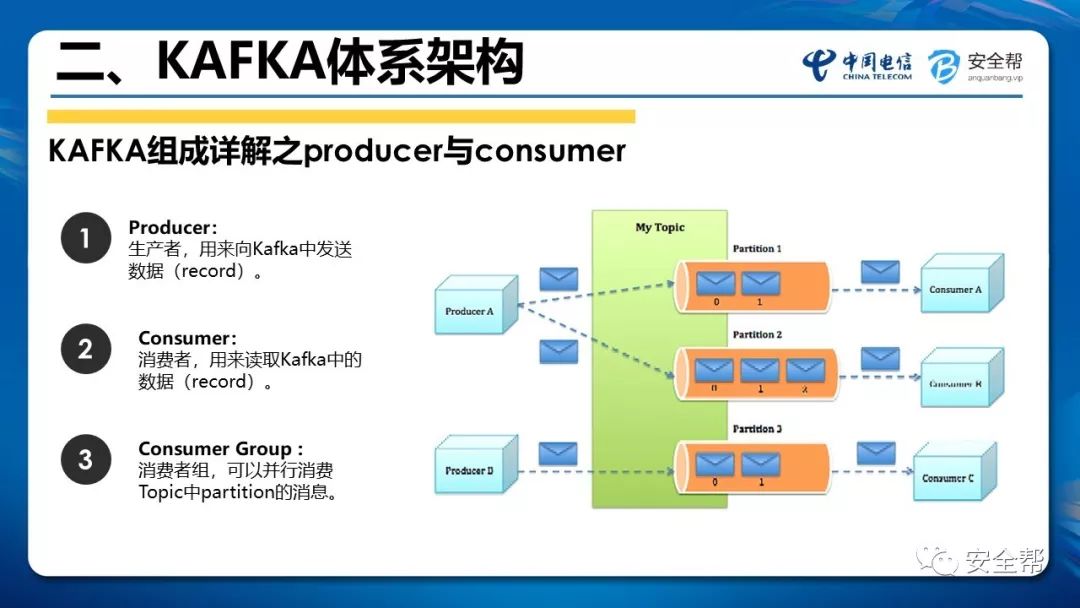 二、KAFKA体系架构
中国电信
CHINA TELECOM
安全帮
anquanbang.vip
KAFKA组成详解之producer与consumer
1
Producer:
生产者，用来向Kafka中发送
数据（record）。
2
Consumer:
消费者，用来读取Kafka中的
数据（record）。
3
Consumer Group :
消费者组，可以并行消费
Topic中partition的消息。
My Topic
Partition 1
Producer A
0 1
Consumer A
Partition 2
0 1 2
Consumer B
Partition 3
Producer D
0 1
Consumer C
安全帮